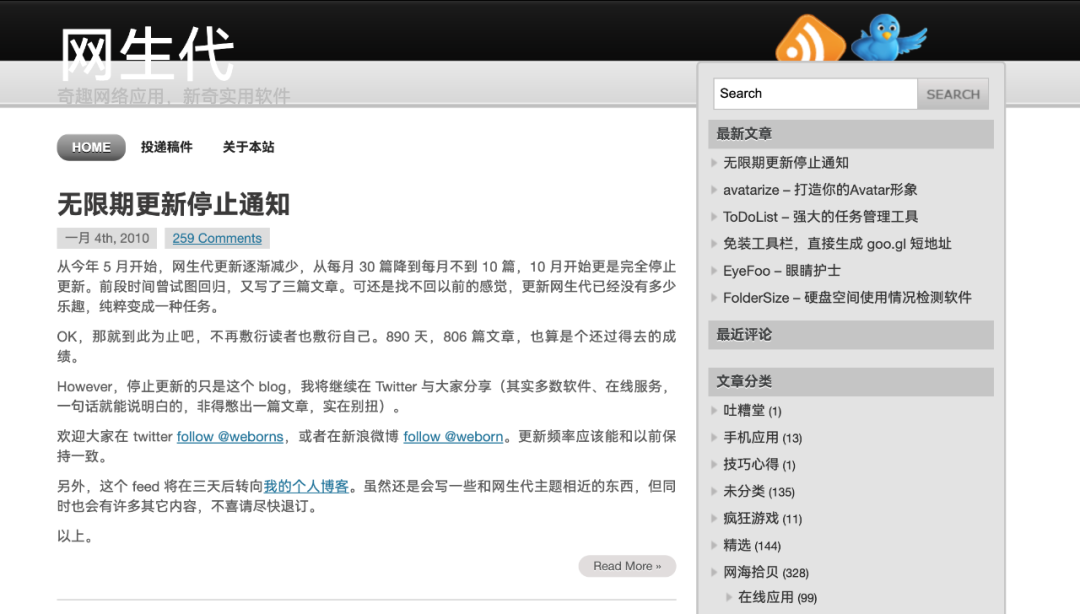 网生代
奇趣网络应用，新奇实用软件
HOME
投递稿件
关于本站
无限期更新停止通知
一月 4th, 2010
259 Comments
从今年 5 月开始，网生代更新逐渐减少，从每月 30 篇降到每月不到 10 篇，10 月开始更是完全停止
更新。前段时间曾试图回归，又写了三篇文章。可还是找不回以前的感觉，更新网生代已经没有多少
乐趣，纯粹变成一种任务。
OK，那就到此为止吧，不再敷衍读者也敷衍自己。890 天，806 篇文章，也算是个还过得去的成
绩。
However，停止更新的只是这个 blog，我将继续在 Twitter 与大家分享（其实多数软件、在线服务，
一句话就能说明白的，非得憋出一篇文章，实在别扭）。
欢迎大家在 twitter follow @weborns，或者在新浪微博 follow @weborn。更新频率应该能和以前保
持一致。
另外，这个 feed 将在三天后转向我的个人博客。虽然还是会写一些和网生代主题相近的东西，但同
时也会有许多其它内容，不喜请尽快退订。
以上。
Read More »
Search
SEARCH
最新文章
无限期更新停止通知
avatarize – 打造你的Avatar形象
ToDoList – 强大的任务管理工具
免装工具栏，直接生成 goo.gl 短地址
EyeFoo – 眼睛护士
FolderSize – 硬盘空间使用情况检测软件
最近评论
文章分类
吐糟堂 (1)
手机应用 (13)
技巧心得 (1)
未分类 (135)
疯狂游戏 (11)
精选 (144)
网海拾贝 (328)
在线应用 (99)